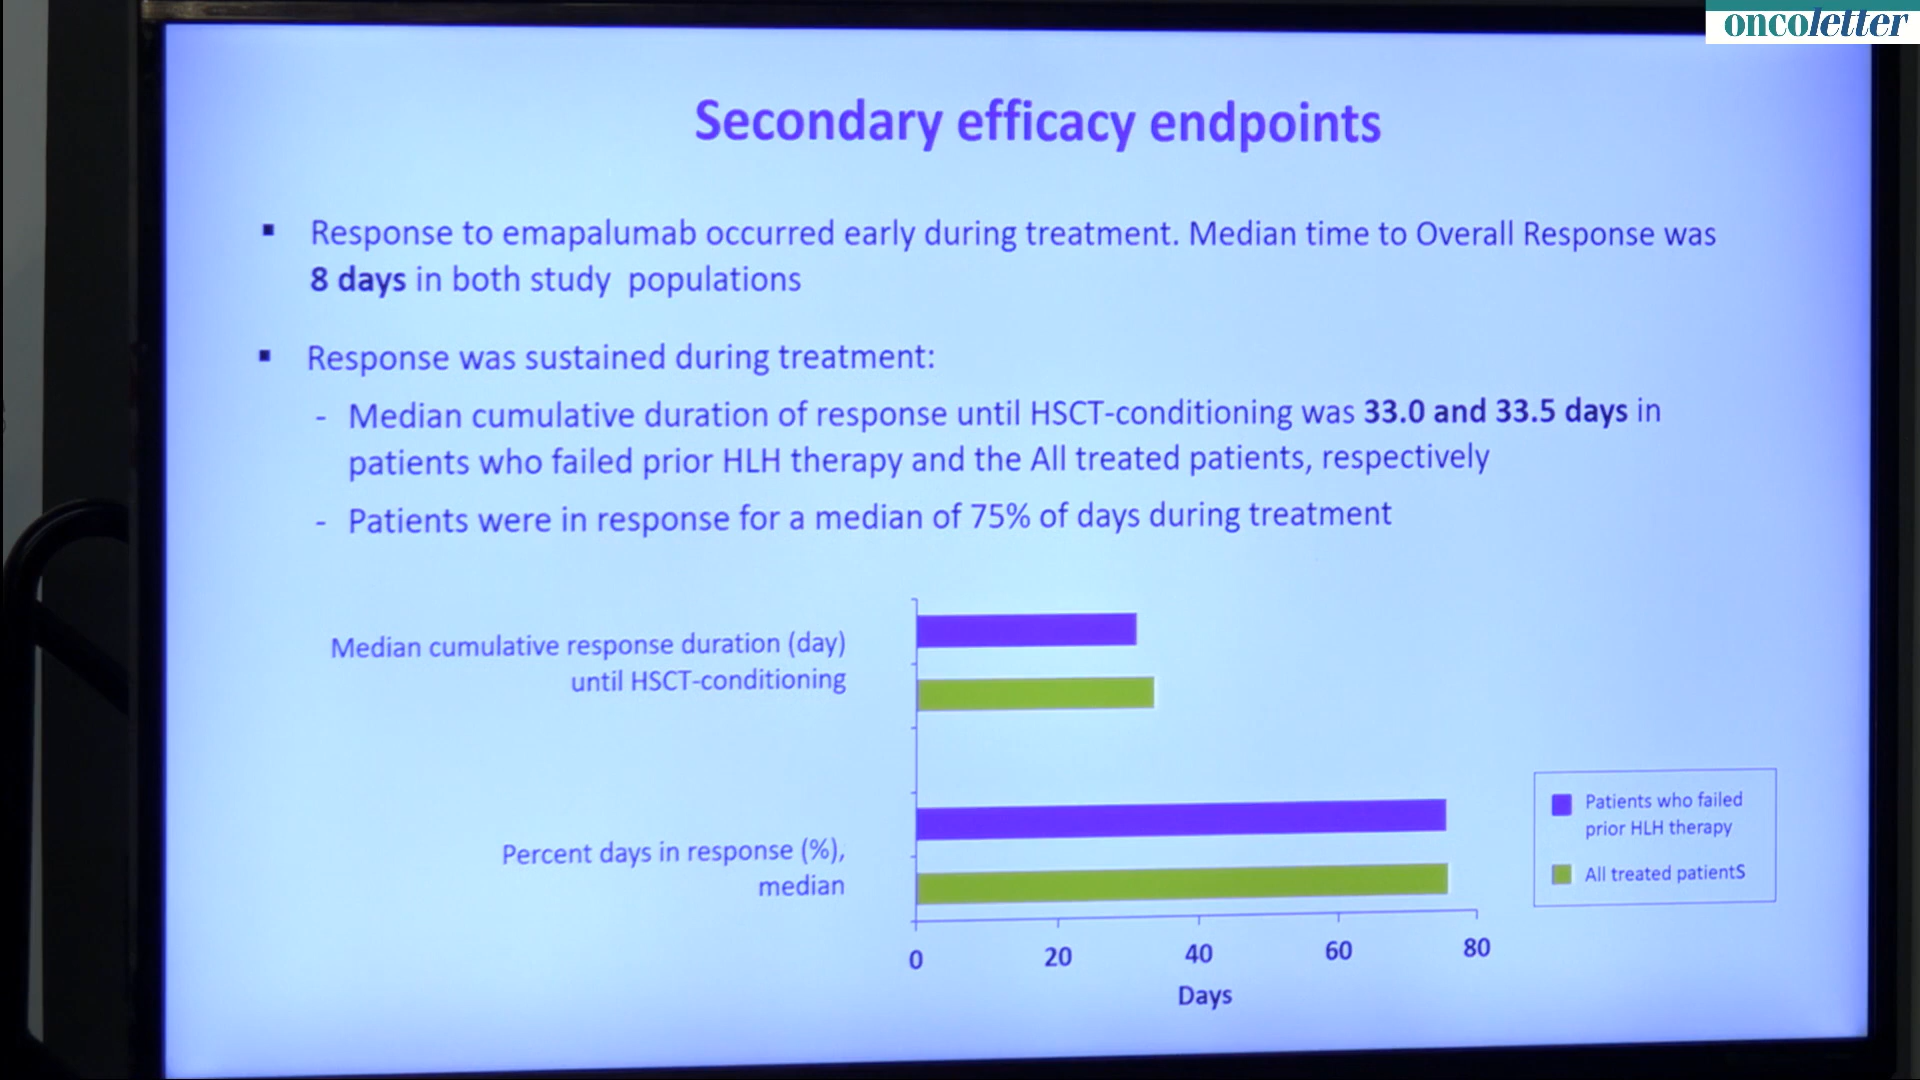 oncoletter
Secondary efficacy endpoints
▪ Response to emapalumab occurred early during treatment. Median time to Overall Response was
8 days in both study populations
▪ Response was sustained during treatment:
- Median cumulative duration of response until HSCT-conditioning was 33.0 and 33.5 days in
patients who failed prior HLH therapy and the All treated patients, respectively
- Patients were in response for a median of 75% of days during treatment
Median cumulative response duration (day)
until HSCT-conditioning
Percent days in response (%),
median
Patients who failed
prior HLH therapy
All treated patientS
0 20 40 60 80
Days